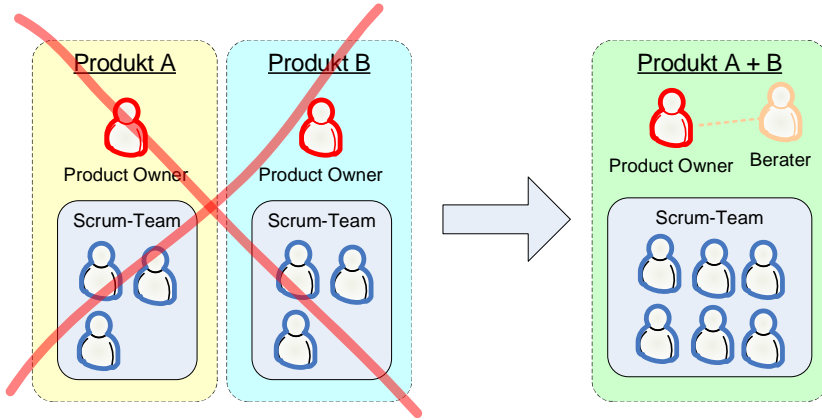 Produkt A
Product Owner
Scrum-Team
Produkt B
Product Owner
Scrum-Team
Produkt A + B
Product Owner
Berater
Scrum-Team